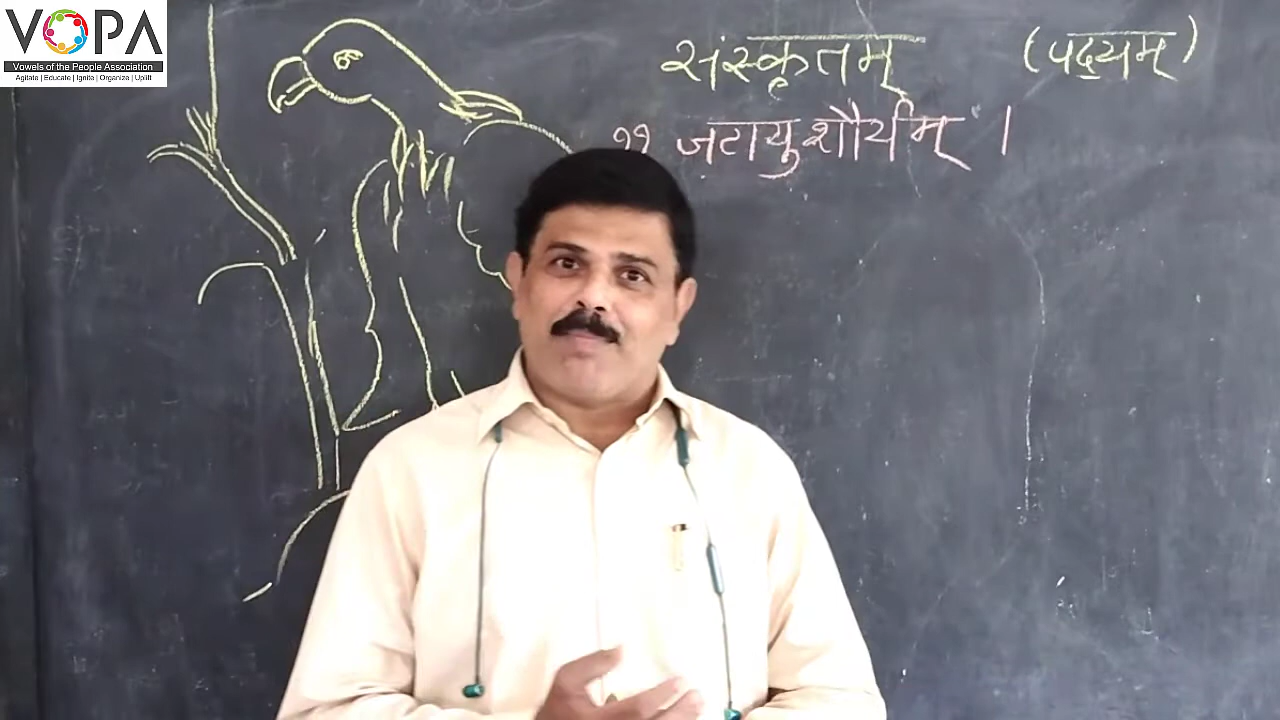 VOPA
Vowels of the People Association
Agitate | Educate | Ignite | Organize | Uplift
संस्कृतम् (पद्यम्)
११ जटायुशौर्यम् ।